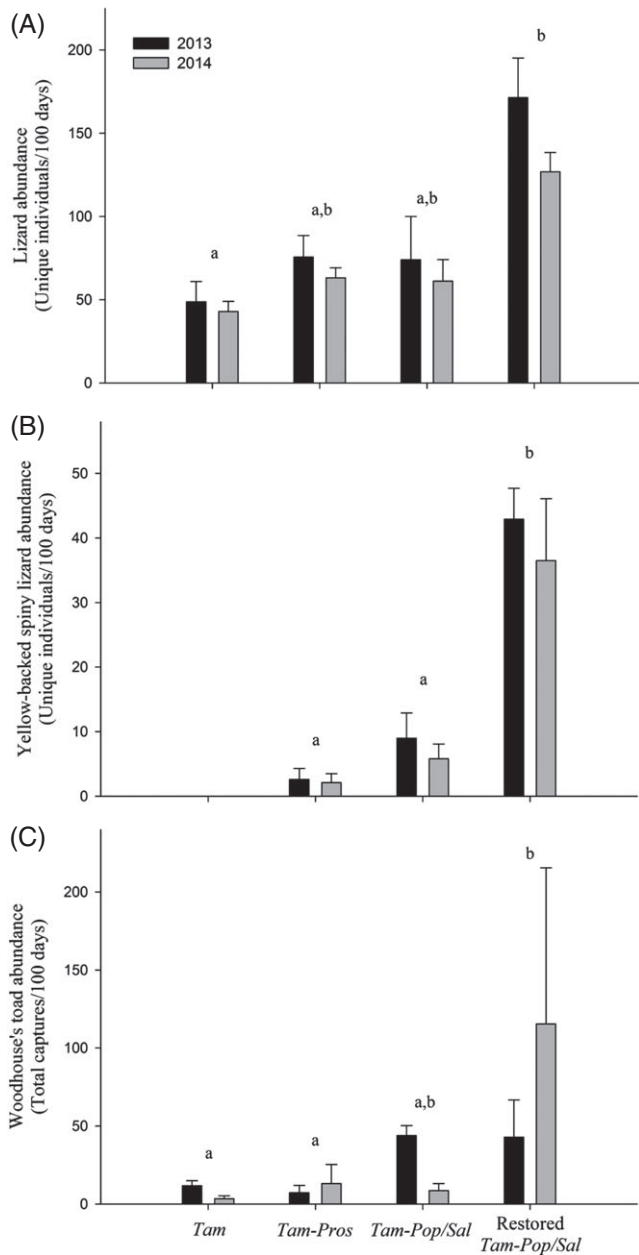 (A)
Lizard abundance
(Unique individuals/100 days)
200
150
100
50
0
2013
2014
a
a,b
a,b
b
(B)
Yellow-backed spiny lizard abundance
(Unique individuals/100 days)
50
40
30
20
10
0
a
a
b
(C)
Woodhouse's toad abundance
(Total captures/100 days)
200
150
100
50
0
a
a
a,b
b
Tam
Tam-Pros
Tam-Pop/Sal
Restored
Tam-Pop/Sal